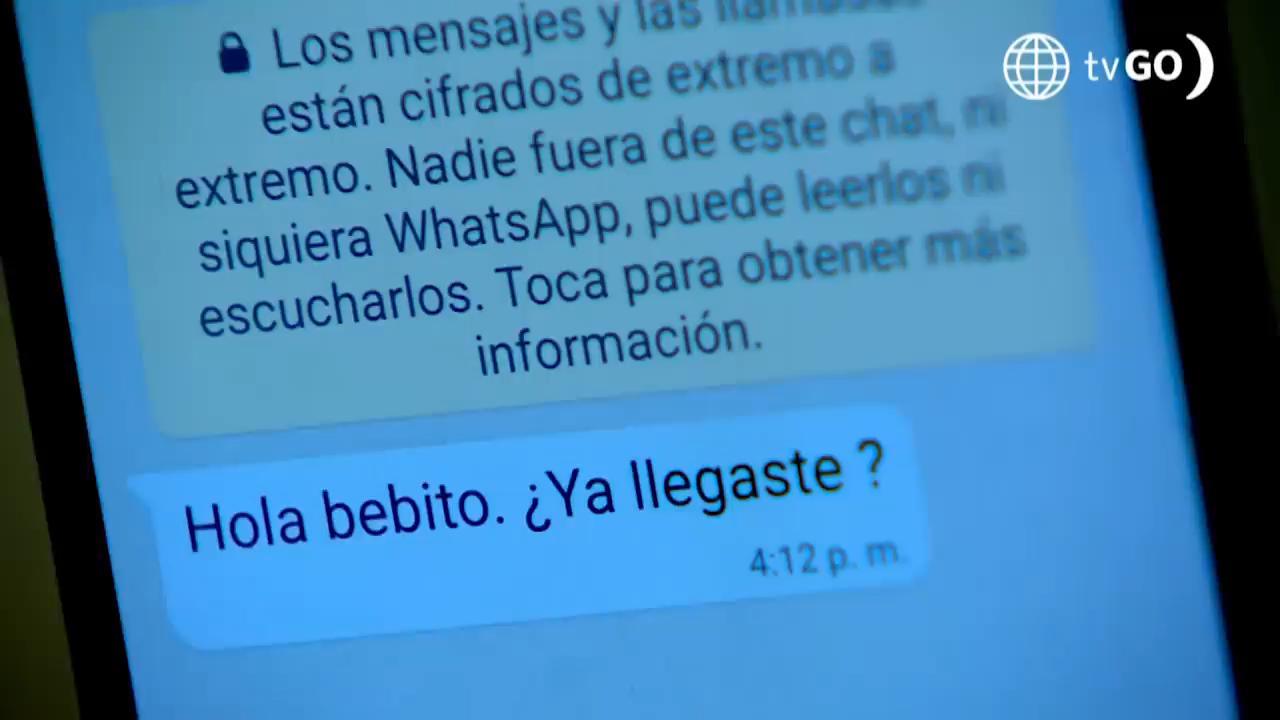 tvGO
Los mensajes y las llamadas
están cifrados de extremo a
extremo. Nadie fuera de este chat, ni
siquiera WhatsApp, puede leerlos ni
escucharlos. Toca para obtener más
información.
Hola bebito. ¿Ya llegaste ?
4:12 p. m.